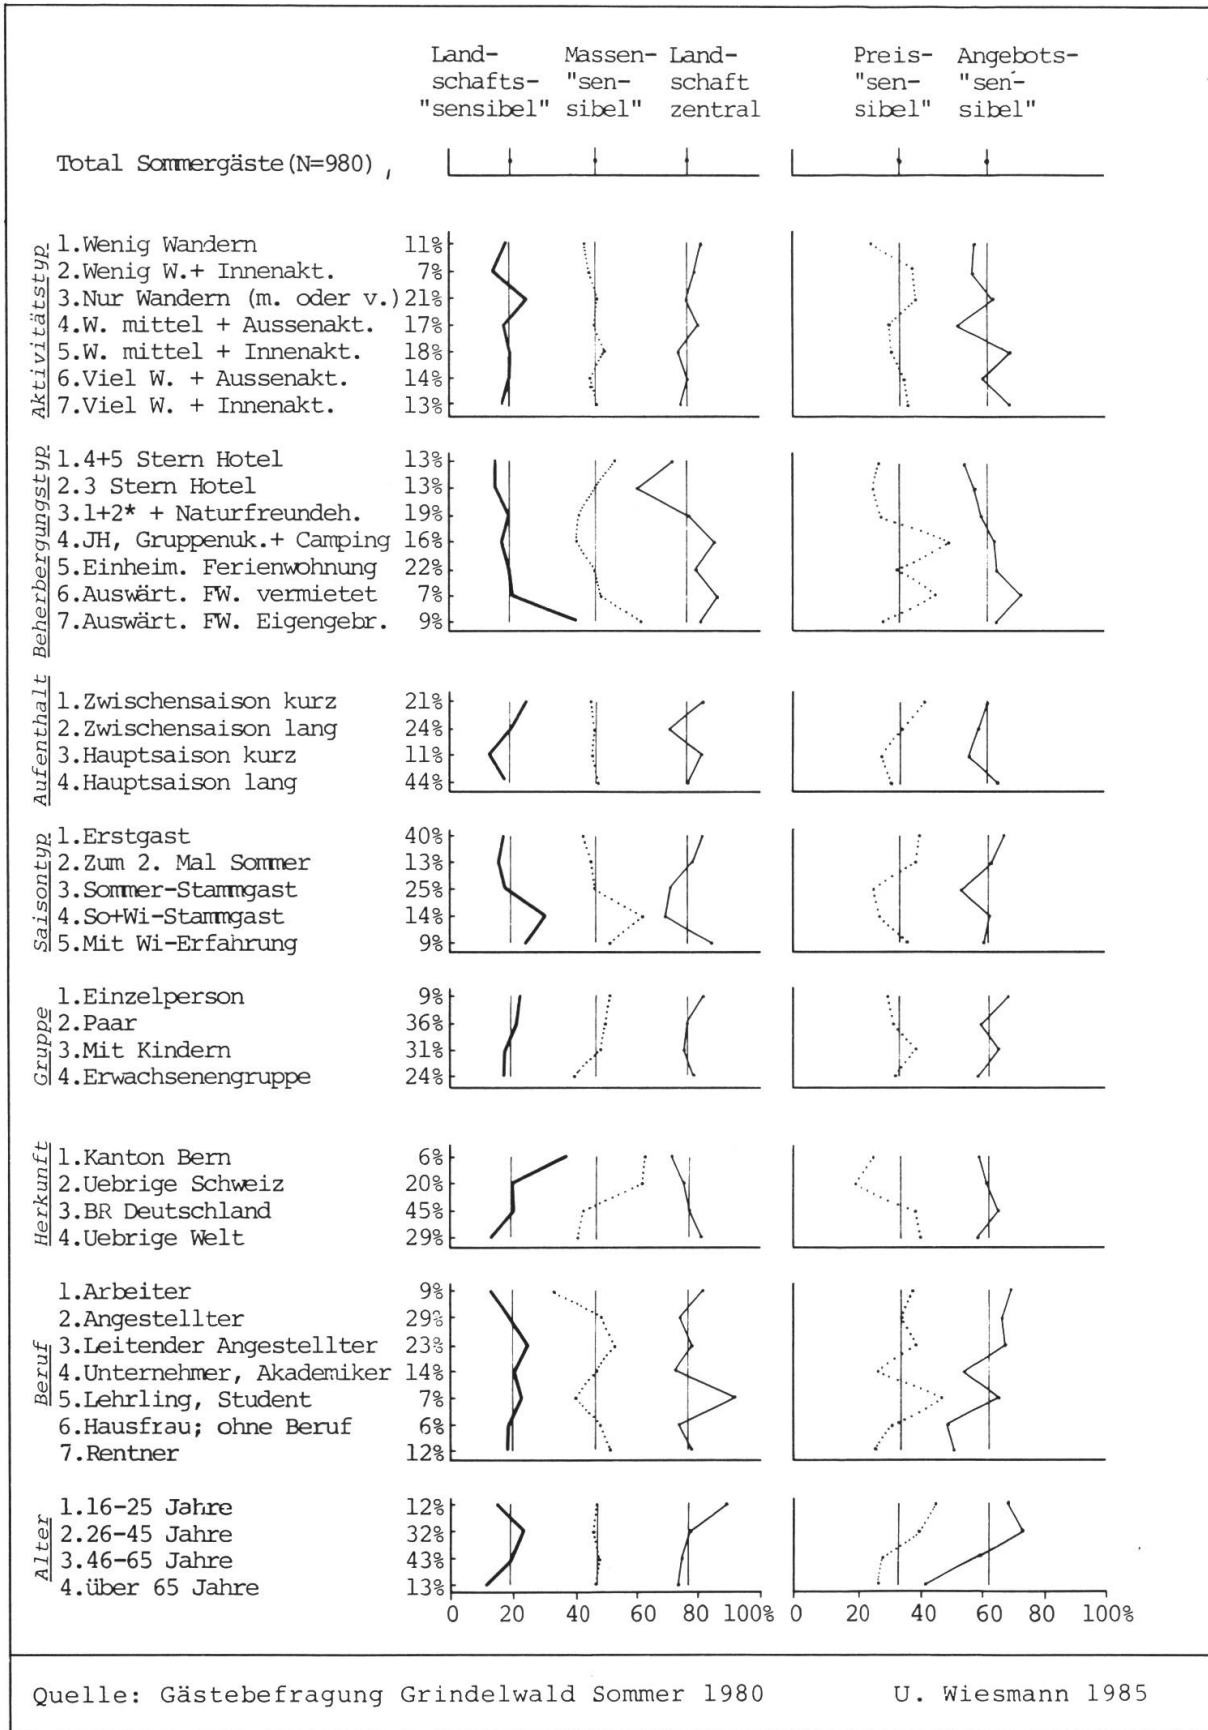 Land- Massen- Land- Preis- Angebots-
schafts- "sen- schaft "sen- "sen-
"sensibel" sibel" zentral sibel" sibel"
Total Sommergäste(N=980) ,
Aktivitätstyp
1.Wenig Wandern 11%
2.Wenig W.+ Innenakt. 7%
3.Nur Wandern (m. oder v.) 21%
4.W. mittel + Aussenakt. 17%
5.W. mittel + Innenakt. 18%
6.Viel W. + Aussenakt. 14%
7.Viel W. + Innenakt. 13%
Beherbergungstyp
1.4+5 Stern Hotel 13%
2.3 Stern Hotel 13%
3.1+2* + Naturfreundeh. 19%
4.JH, Gruppenuk.+ Camping 16%
5.Einheim. Ferienwohnung 22%
6.Auswärt. FW. vermietet 7%
7.Auswärt. FW. Eigengebr. 9%
Aufenthalt
1.Zwischensaison kurz 21%
2.Zwischensaison lang 24%
3.Hauptsaison kurz 11%
4.Hauptsaison lang 44%
Saisontyp
1.Erstgast 40%
2.Zum 2. Mal Sommer 13%
3.Sommer-Stammgast 25%
4.So+Wi-Stammgast 14%
5.Mit Wi-Erfahrung 9%
Gruppe
1.Einzelperson 9%
2.Paar 36%
3.Mit Kindern 31%
4.Erwachsenengruppe 24%
Herkunft
1.Kanton Bern 6%
2.Uebrige Schweiz 20%
3.BR Deutschland 45%
4.Uebrige Welt 29%
Beruf
1.Arbeiter 9%
2.Angestellter 29%
3.Leitender Angestellter 23%
4.Unternehmer, Akademiker 14%
5.Lehrling, Student 7%
6.Hausfrau; ohne Beruf 6%
7.Rentner 12%
Alter
1.16-25 Jahre 12%
2.26-45 Jahre 32%
3.46-65 Jahre 43%
4.über 65 Jahre 13%
0 20 40 60 80 100% 0 20 40 60 80 100%
Quelle: Gästebefragung Grindelwald Sommer 1980 U. Wiesmann 1985